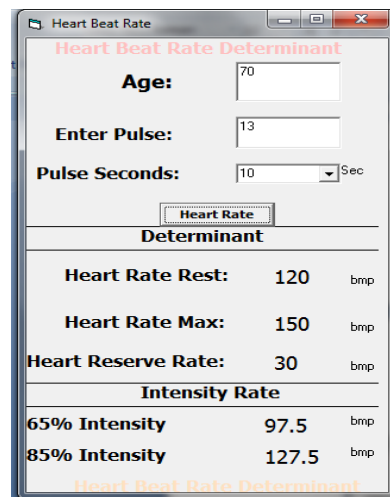 Heart Beat Rate
Heart Beat Rate Determinant
Age: 70
Enter Pulse: 13
Pulse Seconds: 10 Sec
Heart Rate
Determinant
Heart Rate Rest: 120 bmp
Heart Rate Max: 150 bmp
Heart Reserve Rate: 30 bmp
Intensity Rate
65% Intensity 97.5 bmp
85% Intensity 127.5 bmp
Heart Beat Rate Determinant